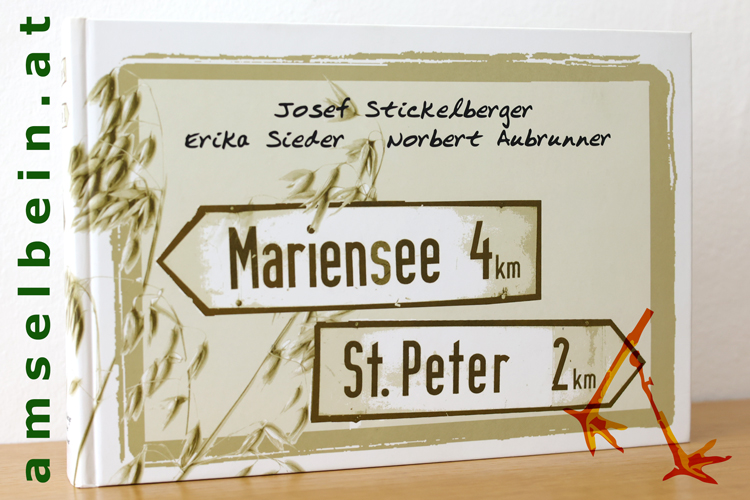 amselbein.at
Josef Stickelberger
Erika Sieder Norbert Aubrunner
Mariensee 4km
St. Peter 2km